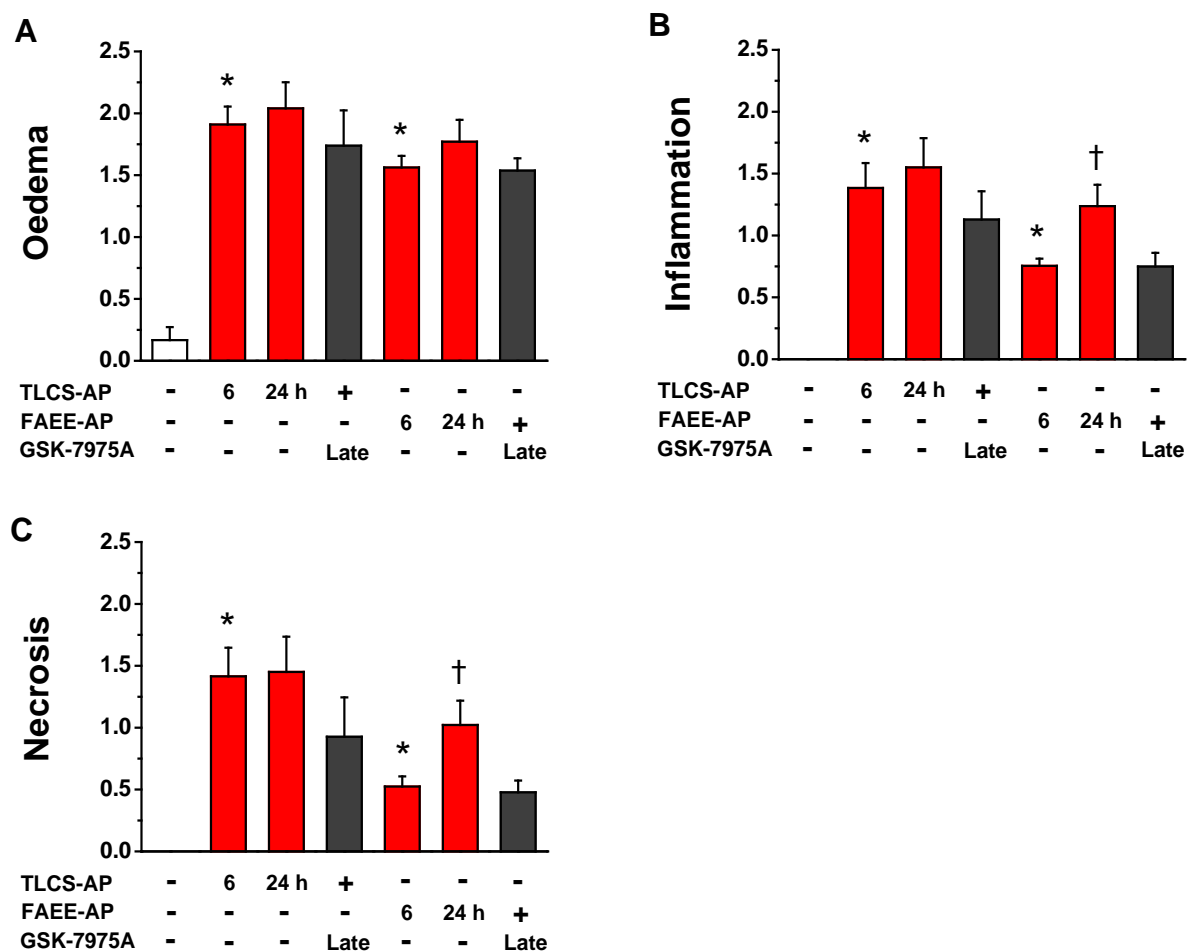 A
Oedema
2.5
2.0
1.5
1.0
0.5
0.0
* *
TLCS-AP - 6 24 h + - - -
FAEE-AP - - - - 6 24 h +
GSK-7975A - - - Late - - Late
B
Inflammation
2.5
2.0
1.5
1.0
0.5
0.0
* * †
TLCS-AP - 6 24 h + - - -
FAEE-AP - - - - 6 24 h +
GSK-7975A - - - Late - - Late
C
Necrosis
2.5
2.0
1.5
1.0
0.5
0.0
* * †
TLCS-AP - 6 24 h + - - -
FAEE-AP - - - - 6 24 h +
GSK-7975A - - - Late - - Late